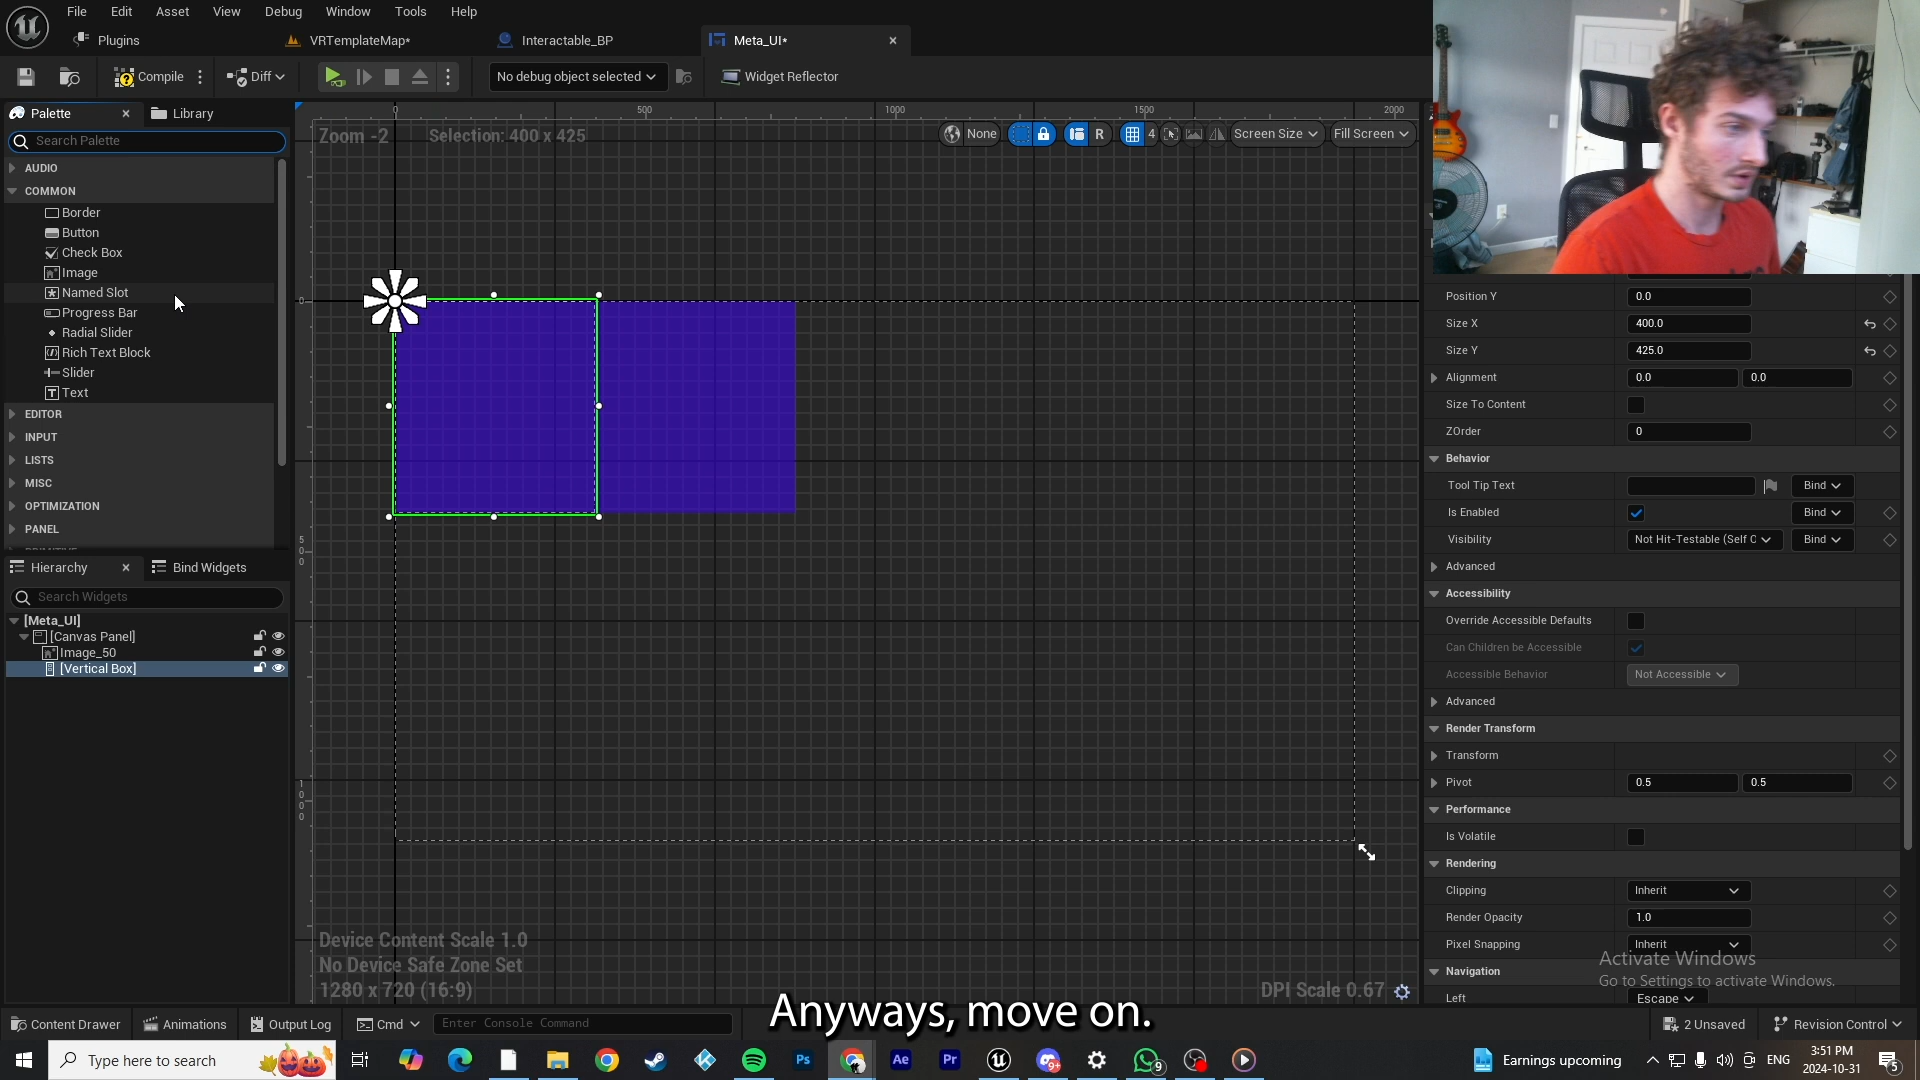 File Edit Asset View Debug Window Tools Help
Plugins VRTemplateMap* Interactable_BP Meta_UI*
Compile Diff No debug object selected Widget Reflector
Palette Library
Search Palette
AUDIO
COMMON
Border
Button
Check Box
Image
Named Slot
Progress Bar
Radial Slider
Rich Text Block
Slider
Text
EDITOR
INPUT
LISTS
MISC
OPTIMIZATION
PANEL
Hierarchy Bind Widgets
Search Widgets
[Meta_UI]
[Canvas Panel]
Image_50
[Vertical Box]
0 500 1000 1500 2000
Zoom -2 Selection: 400 x 425
None R 4 Screen Size Fill Screen
0
500
1000
Device Content Scale 1.0
No Device Safe Zone Set
1280 x 720 (16:9)
DPI Scale 0.67
Position Y 0.0
Size X 400.0
Size Y 425.0
Alignment 0.0 0.0
Size To Content
ZOrder 0
Behavior
Tool Tip Text Bind
Is Enabled Bind
Visibility Not Hit-Testable (Self C Bind
Advanced
Accessibility
Override Accessible Defaults
Can Children be Accessible
Accessible Behavior Not Accessible
Advanced
Render Transform
Transform
Pivot 0.5 0.5
Performance
Is Volatile
Rendering
Clipping Inherit
Render Opacity 1.0
Pixel Snapping Inherit
Navigation
Left Escape
Activate Windows
Go to Settings to activate Windows.
Anyways, move on.
Content Drawer Animations Output Log Cmd Enter Console Command 2 Unsaved Revision Control
Type here to search Ps Ae Pr 9+ 9 Earnings upcoming ENG 3:51 PM
2024-10-31 5